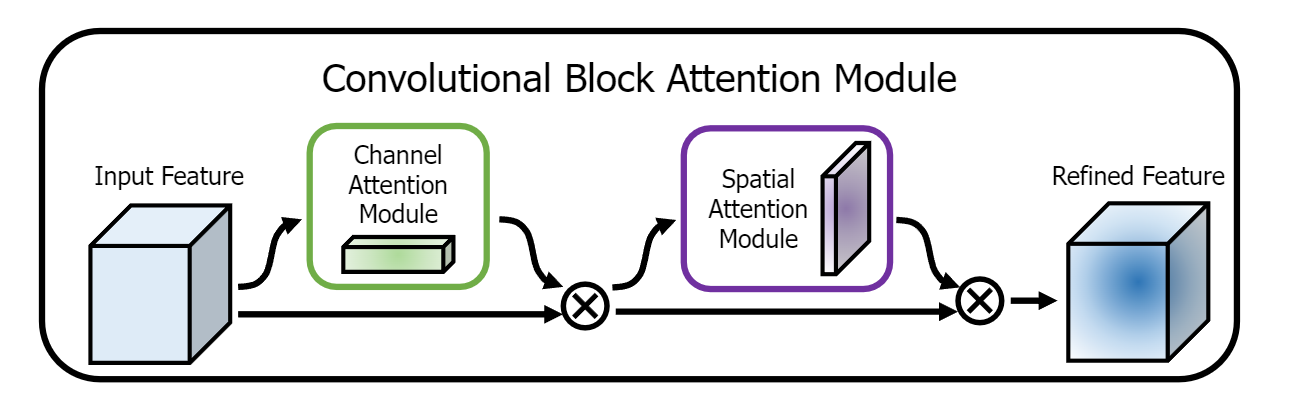 Convolutional Block Attention Module
Input Feature
Channel
Attention
Module
Spatial
Attention
Module
Refined Feature